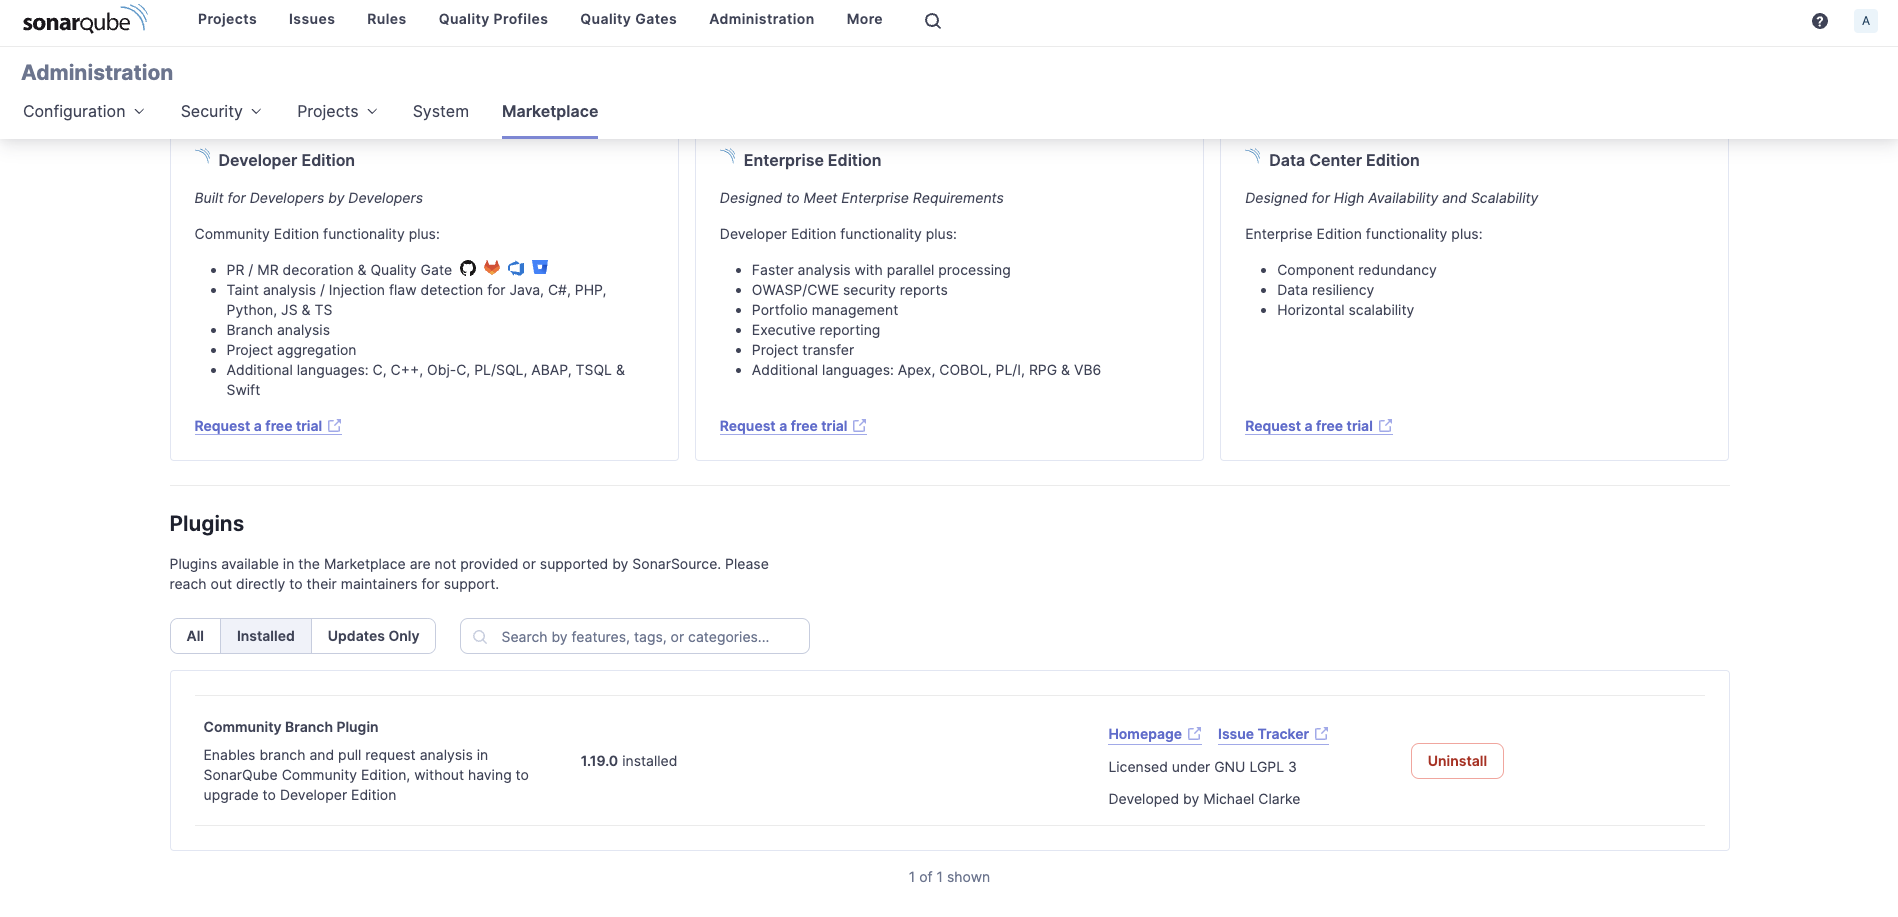 sonarqube
Projects
Issues
Rules
Quality Profiles
Quality Gates
Administration
More
?
A
Administration
Configuration
Security
Projects
System
Marketplace
Developer Edition
Built for Developers by Developers
Community Edition functionality plus:
PR / MR decoration & Quality Gate
Taint analysis / Injection flaw detection for Java, C#, PHP,
Python, JS & TS
Branch analysis
Project aggregation
Additional languages: C, C++, Obj-C, PL/SQL, ABAP, TSQL &
Swift
Request a free trial
Enterprise Edition
Designed to Meet Enterprise Requirements
Developer Edition functionality plus:
Faster analysis with parallel processing
OWASP/CWE security reports
Portfolio management
Executive reporting
Project transfer
Additional languages: Apex, COBOL, PL/I, RPG & VB6
Request a free trial
Data Center Edition
Designed for High Availability and Scalability
Enterprise Edition functionality plus:
Component redundancy
Data resiliency
Horizontal scalability
Request a free trial
Plugins
Plugins available in the Marketplace are not provided or supported by SonarSource. Please
reach out directly to their maintainers for support.
All
Installed
Updates Only
Search by features, tags, or categories...
Community Branch Plugin
Enables branch and pull request analysis in
SonarQube Community Edition, without having to
upgrade to Developer Edition
1.19.0 installed
Homepage
Issue Tracker
Licensed under GNU LGPL 3
Developed by Michael Clarke
Uninstall
1 of 1 shown